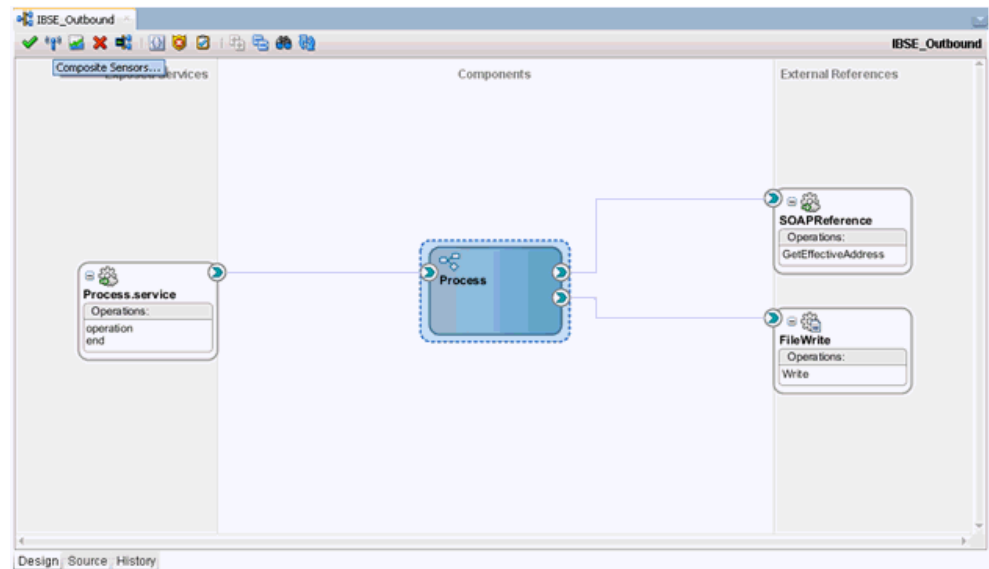 IBSE_Outbound
IBSE_Outbound
Composite Sensors...
Components
External References
SOAPReference
Operations:
GetEffectiveAddress
Process
Process.service
Operations:
operation
end
FileWrite
Operations:
Write
Design Source History